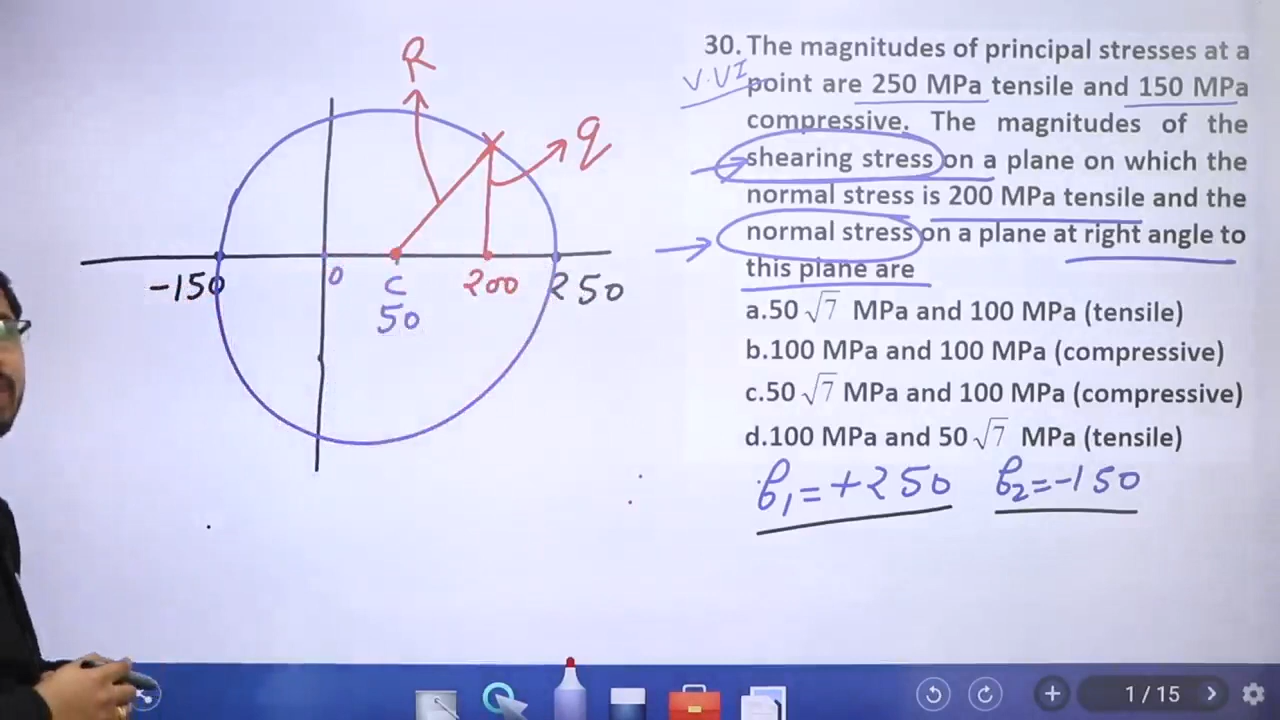 R
q
-150
0
C
50
200
250
30. The magnitudes of principal stresses at a
V.V.I
point are 250 MPa tensile and 150 MPa
compressive. The magnitudes of the
shearing stress on a plane on which the
normal stress is 200 MPa tensile and the
normal stress on a plane at right angle to
this plane are
a.50 √7 MPa and 100 MPa (tensile)
b.100 MPa and 100 MPa (compressive)
c.50 √7 MPa and 100 MPa (compressive)
d.100 MPa and 50 √7 MPa (tensile)
σ₁=+250 σ₂=-150
1 / 15